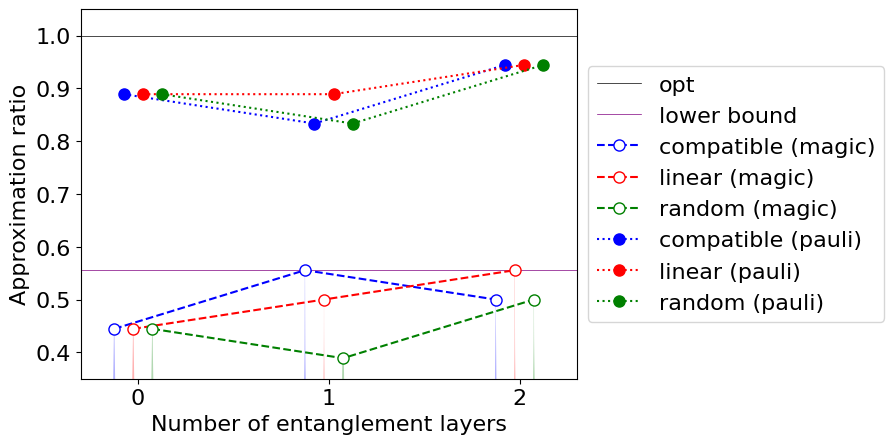 1.0
0.9
0.8
0.7
0.6
0.5
0.4
Approximation ratio
0
1
2
Number of entanglement layers
opt
lower bound
compatible (magic)
linear (magic)
random (magic)
compatible (pauli)
linear (pauli)
random (pauli)